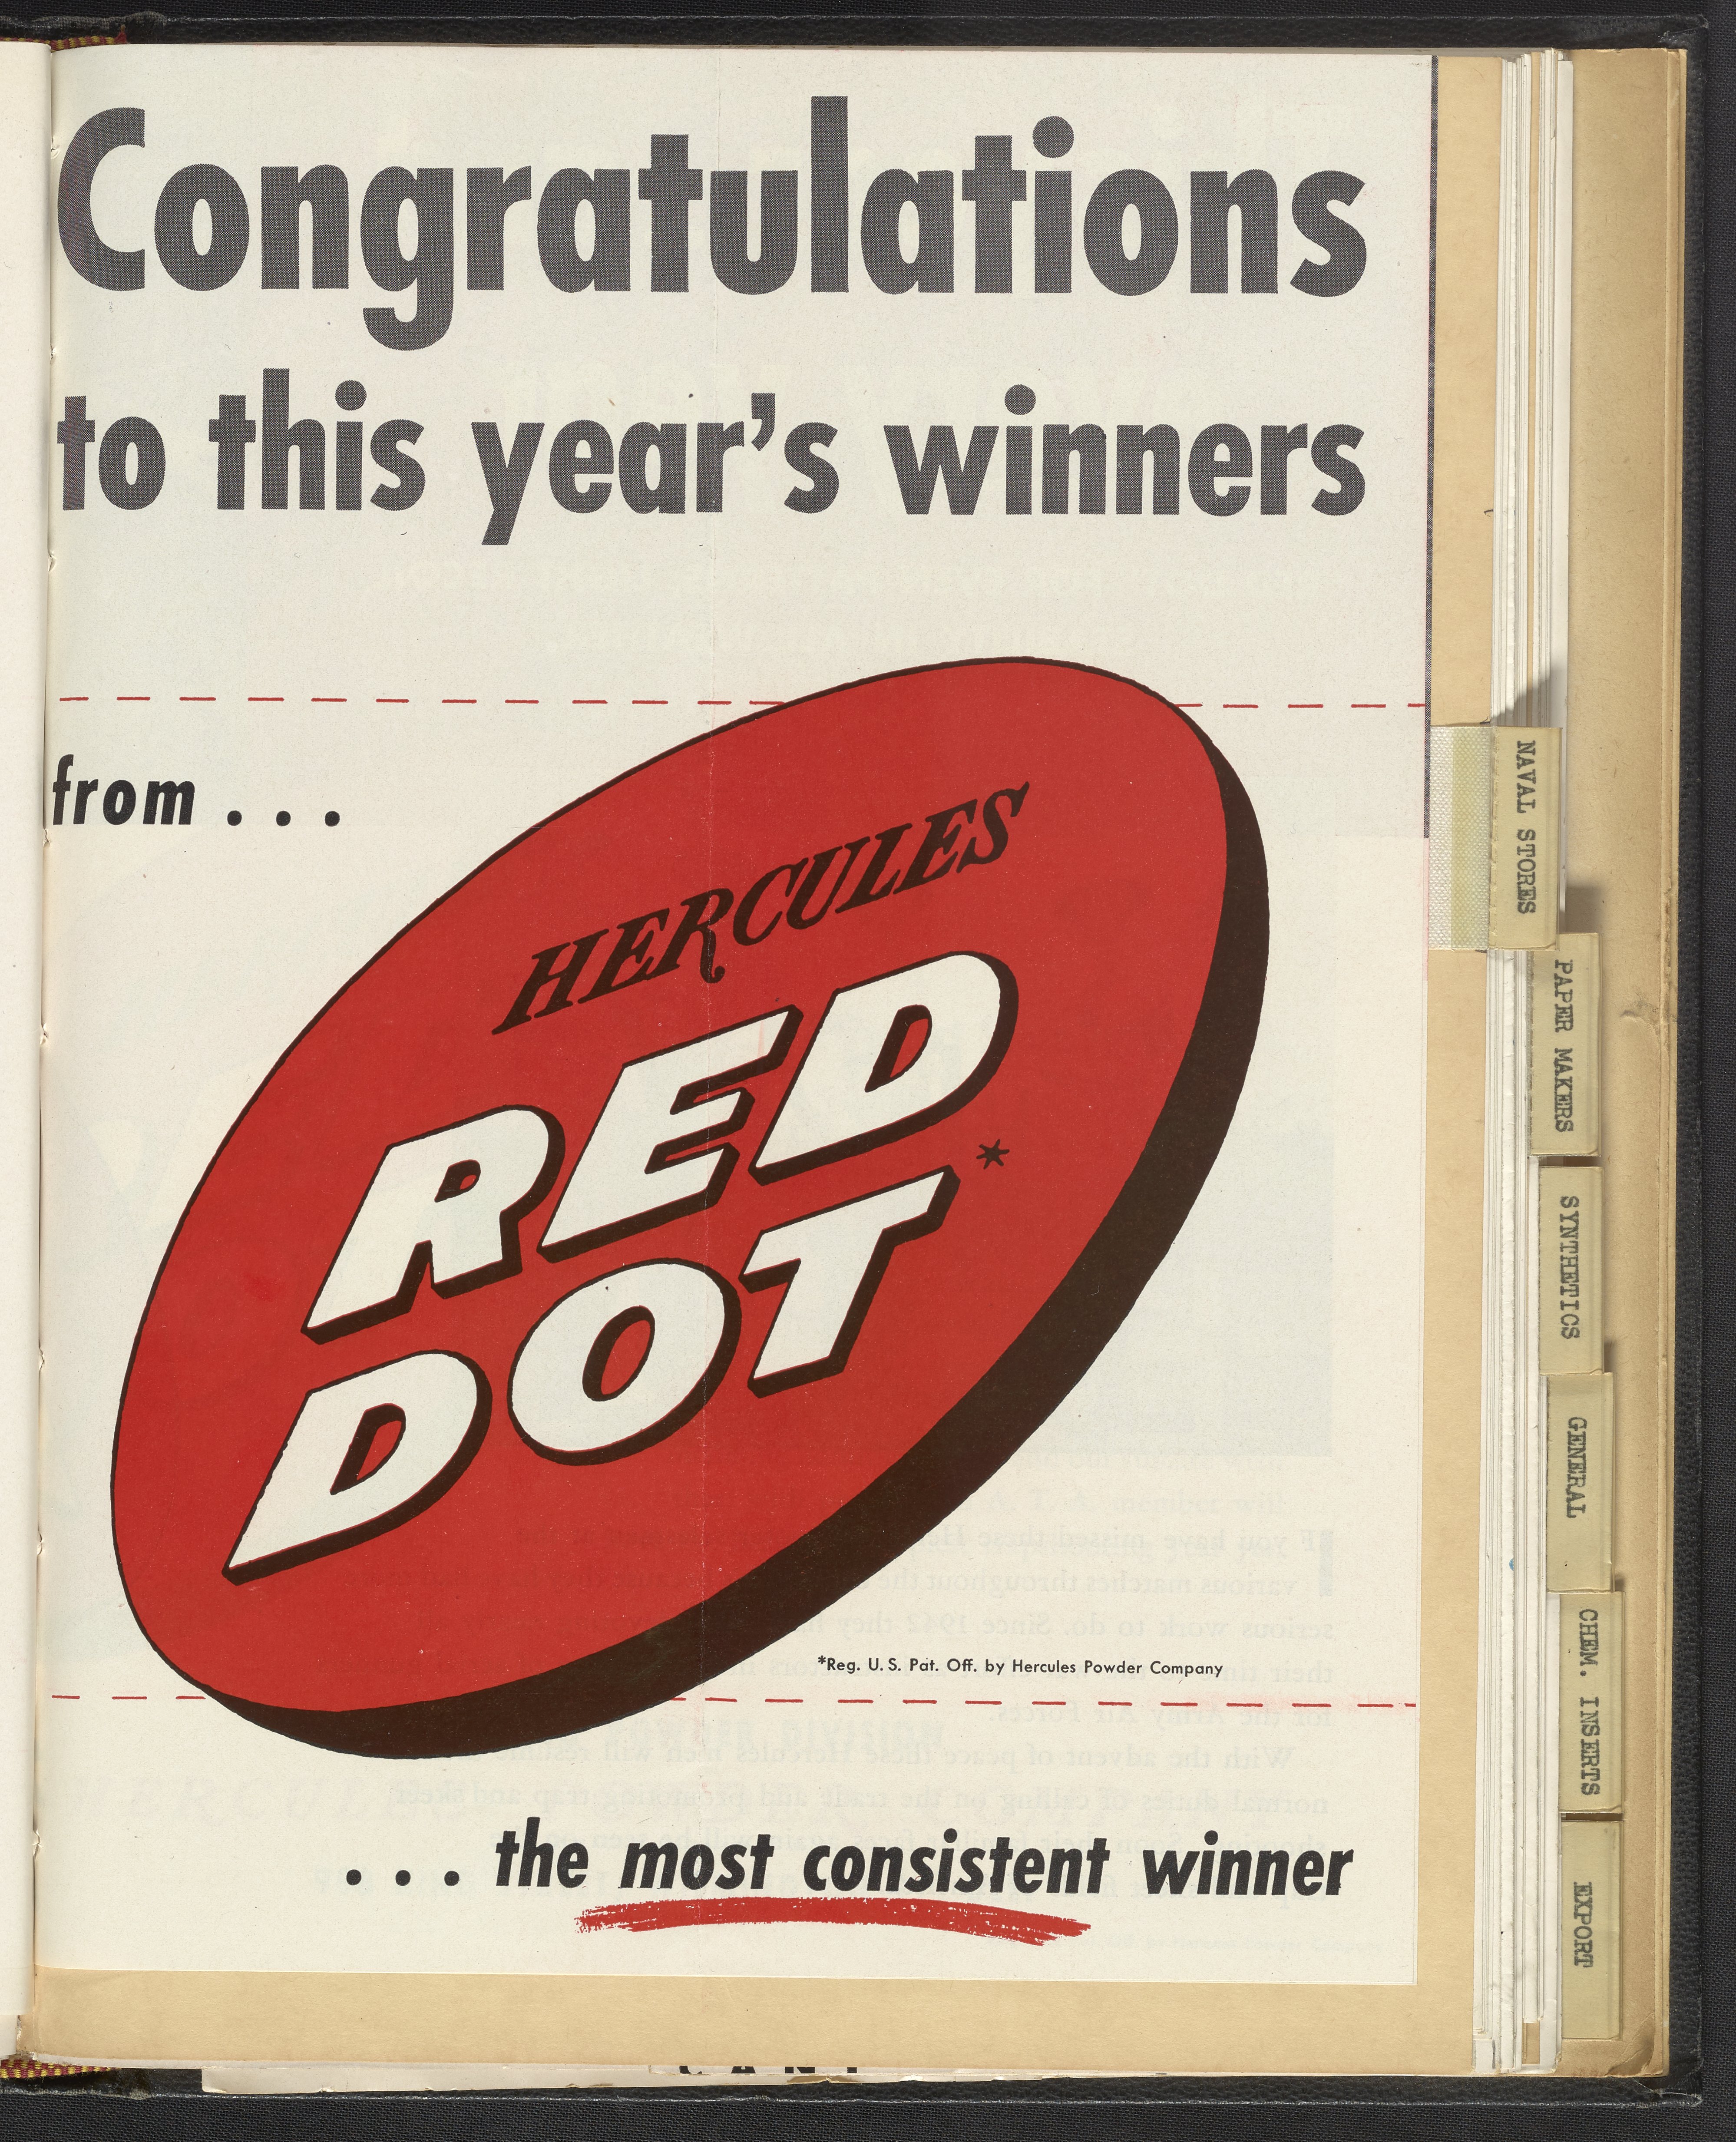 Congratulations
to this year's winners
from . . .
HERCULES
RED
DOT*
*Reg. U. S. Pat. Off. by Hercules Powder Company
. . . the most consistent winner
NAVAL STORES
PAPER MAKERS
SYNTHETICS
GENERAL
CHEM. INSERTS
EXPORT